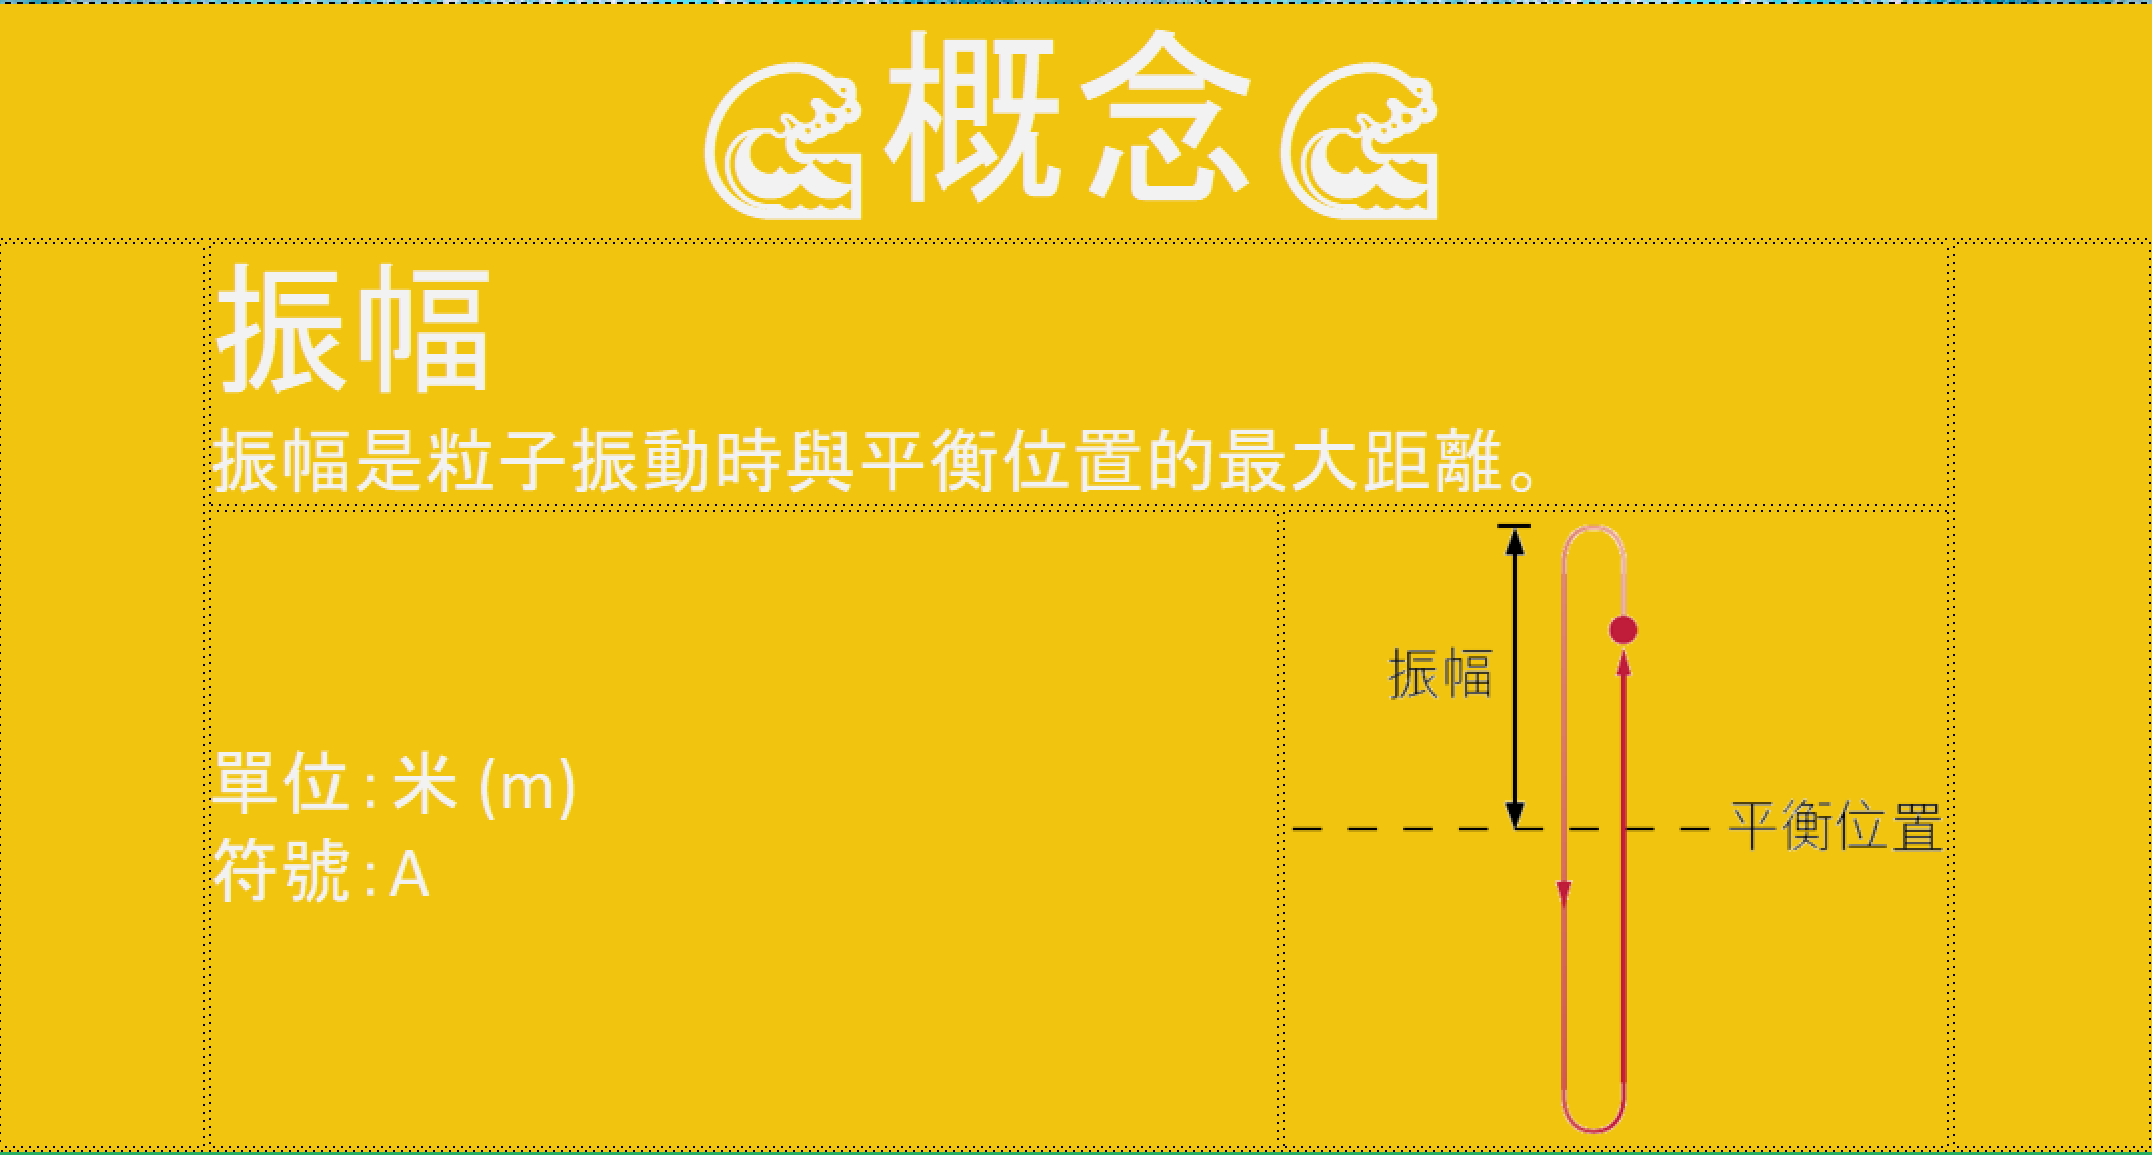 概念
振幅
振幅是粒子振動時與平衡位置的最大距離。
單位:米 (m)
符號:A
振幅
平衡位置